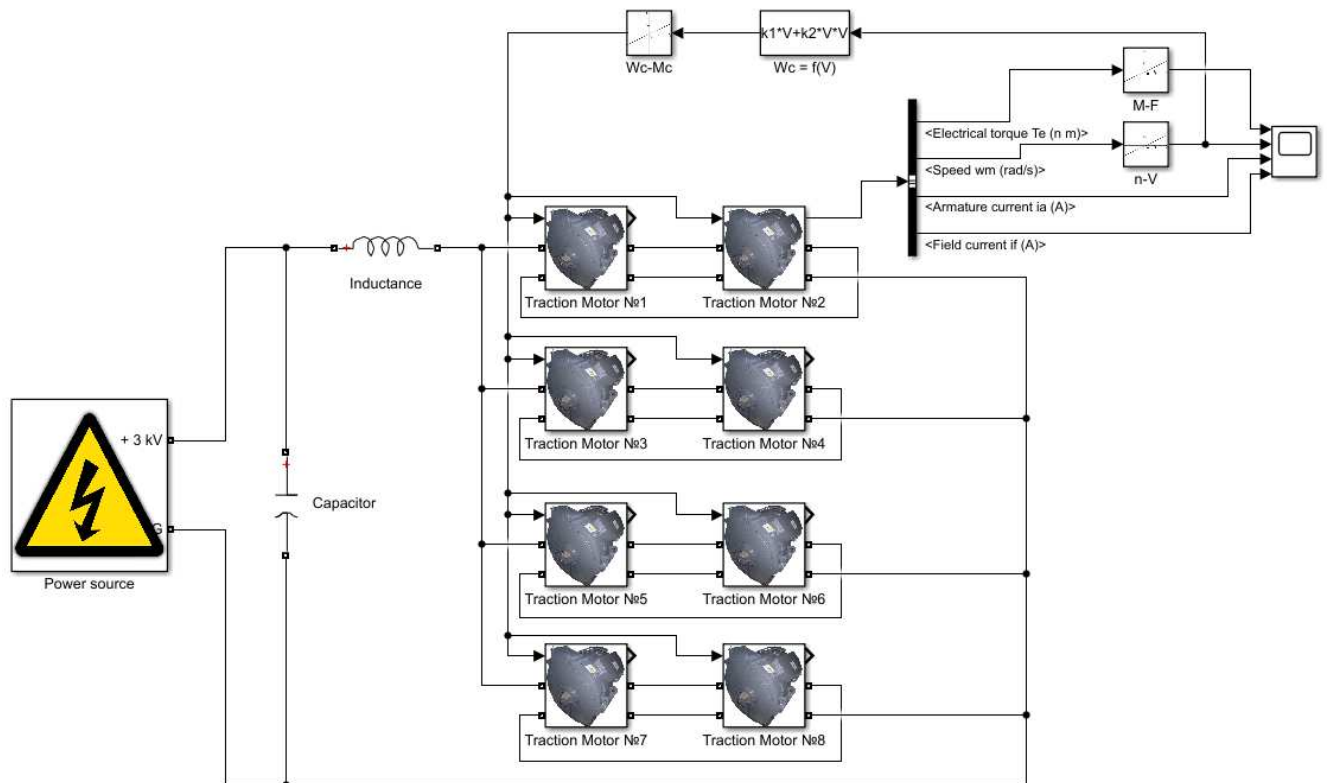 Wc-Mc
k1*V+k2*V*V
Wc = f(V)
M-F
<Electrical torque Te (n m)>
<Speed wm (rad/s)>
n-V
<Armature current ia (A)>
<Field current if (A)>
Inductance
Traction Motor №1
Traction Motor №2
+ 3 kV
Traction Motor №3
Traction Motor №4
Capacitor
G
Power source
Traction Motor №5
Traction Motor №6
Traction Motor №7
Traction Motor №8